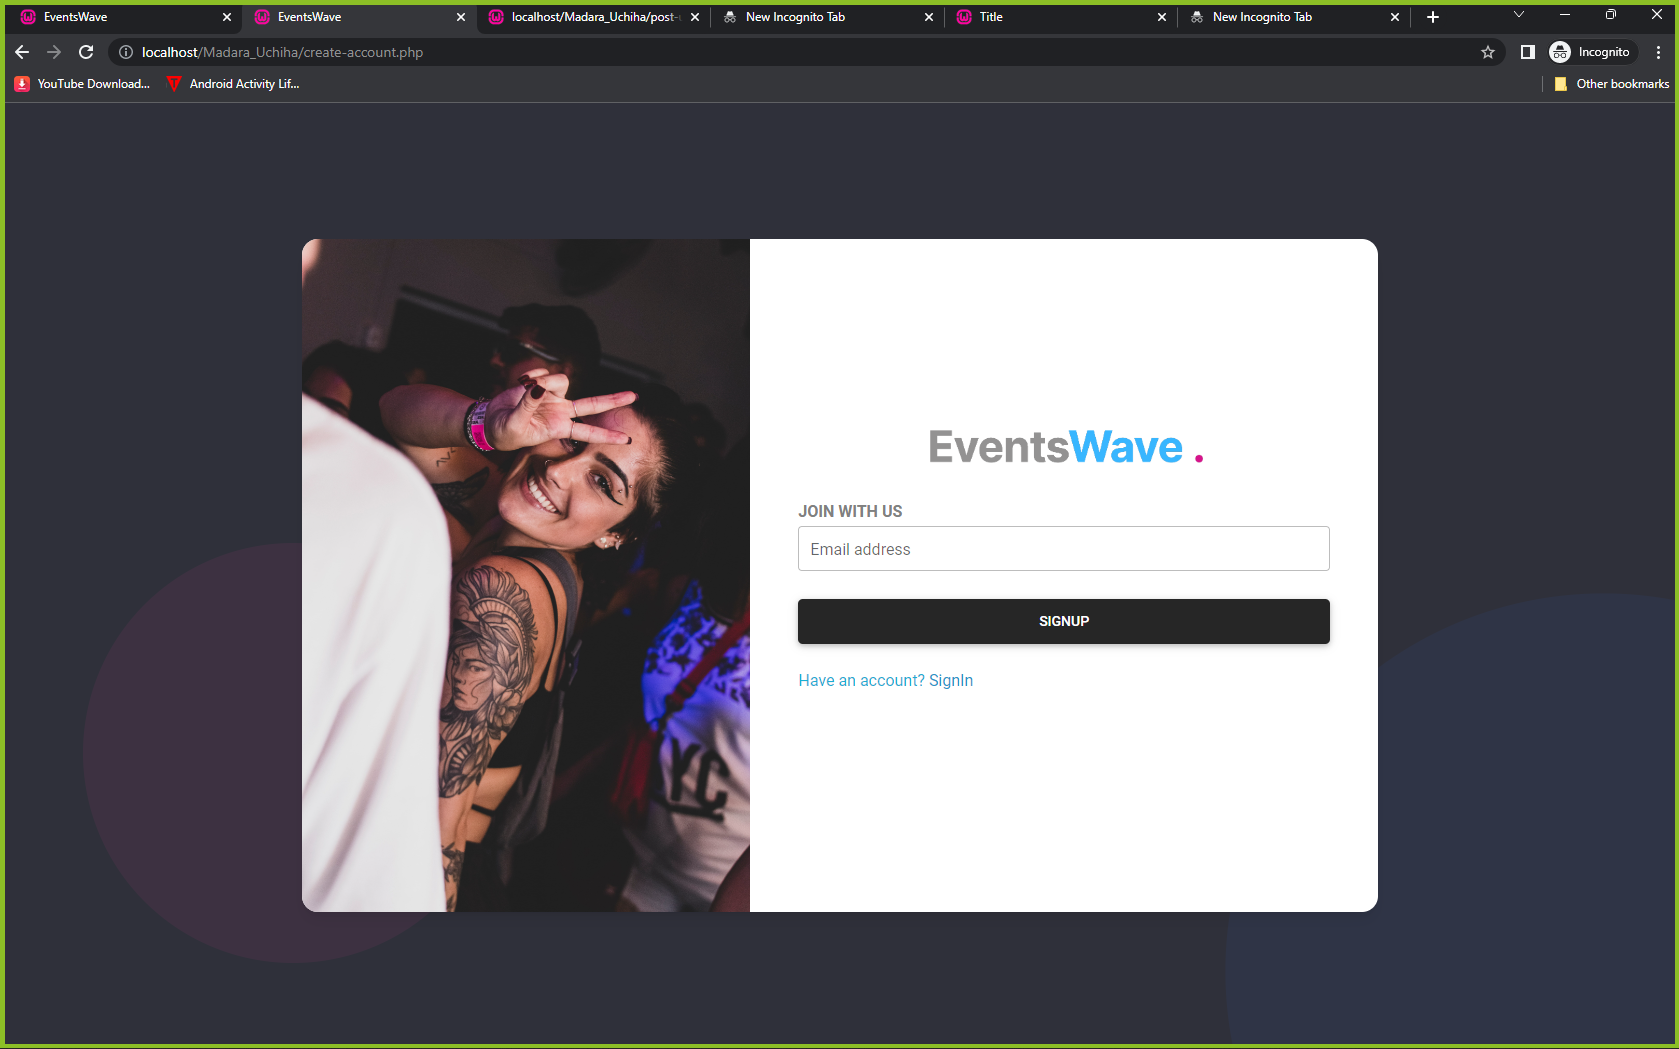 EventsWave
EventsWave
localhost/Madara_Uchiha/post-
New Incognito Tab
Title
New Incognito Tab
localhost/Madara_Uchiha/create-account.php
Incognito
YouTube Download...
Android Activity Lif...
Other bookmarks
EventsWave .
JOIN WITH US
Email address
SIGNUP
Have an account? SignIn
KC